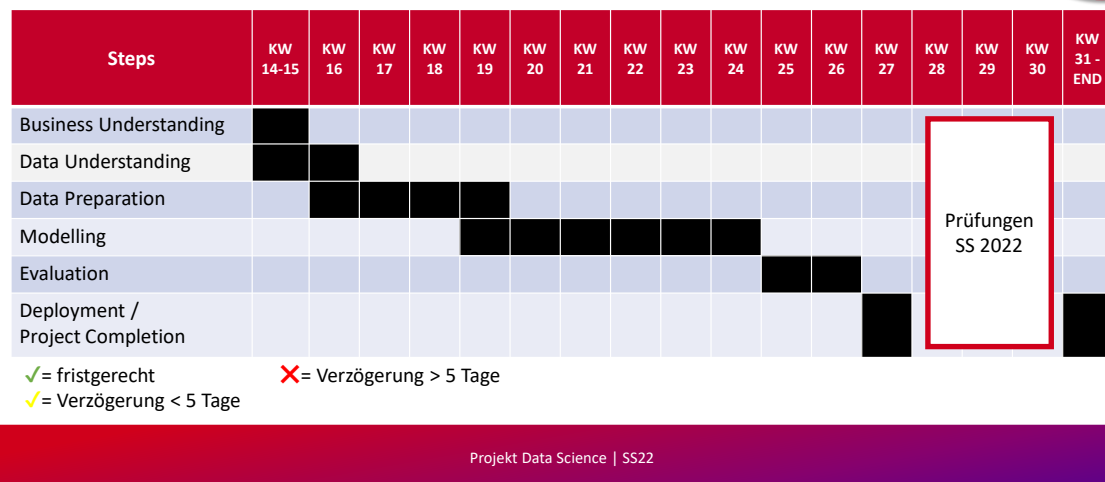 Steps
KW 14-15
KW 16
KW 17
KW 18
KW 19
KW 20
KW 21
KW 22
KW 23
KW 24
KW 25
KW 26
KW 27
KW 28
KW 29
KW 30
KW 31 - END
Business Understanding
Data Understanding
Data Preparation
Modelling
Evaluation
Deployment /
Project Completion
Prüfungen
SS 2022
✓= fristgerecht
❌= Verzögerung > 5 Tage
✓= Verzögerung < 5 Tage
Projekt Data Science | SS22